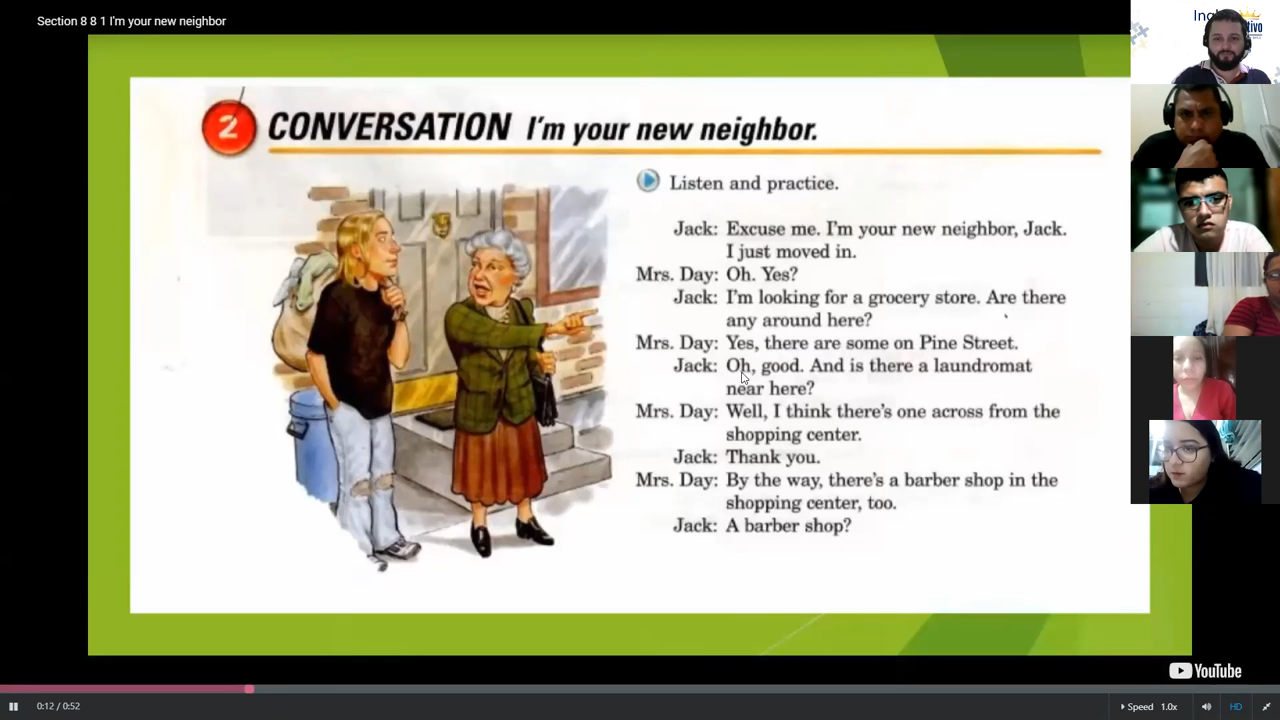 Section 8 8 1 I'm your new neighbor
2 CONVERSATION I'm your new neighbor.
Listen and practice.
Jack: Excuse me. I'm your new neighbor, Jack.
I just moved in.
Mrs. Day: Oh. Yes?
Jack: I'm looking for a grocery store. Are there
any around here?
Mrs. Day: Yes, there are some on Pine Street.
Jack: Oh, good. And is there a laundromat
near here?
Mrs. Day: Well, I think there's one across from the
shopping center.
Jack: Thank you.
Mrs. Day: By the way, there's a barber shop in the
shopping center, too.
Jack: A barber shop?
YouTube
0:12 / 0:52
Speed 1.0x HD